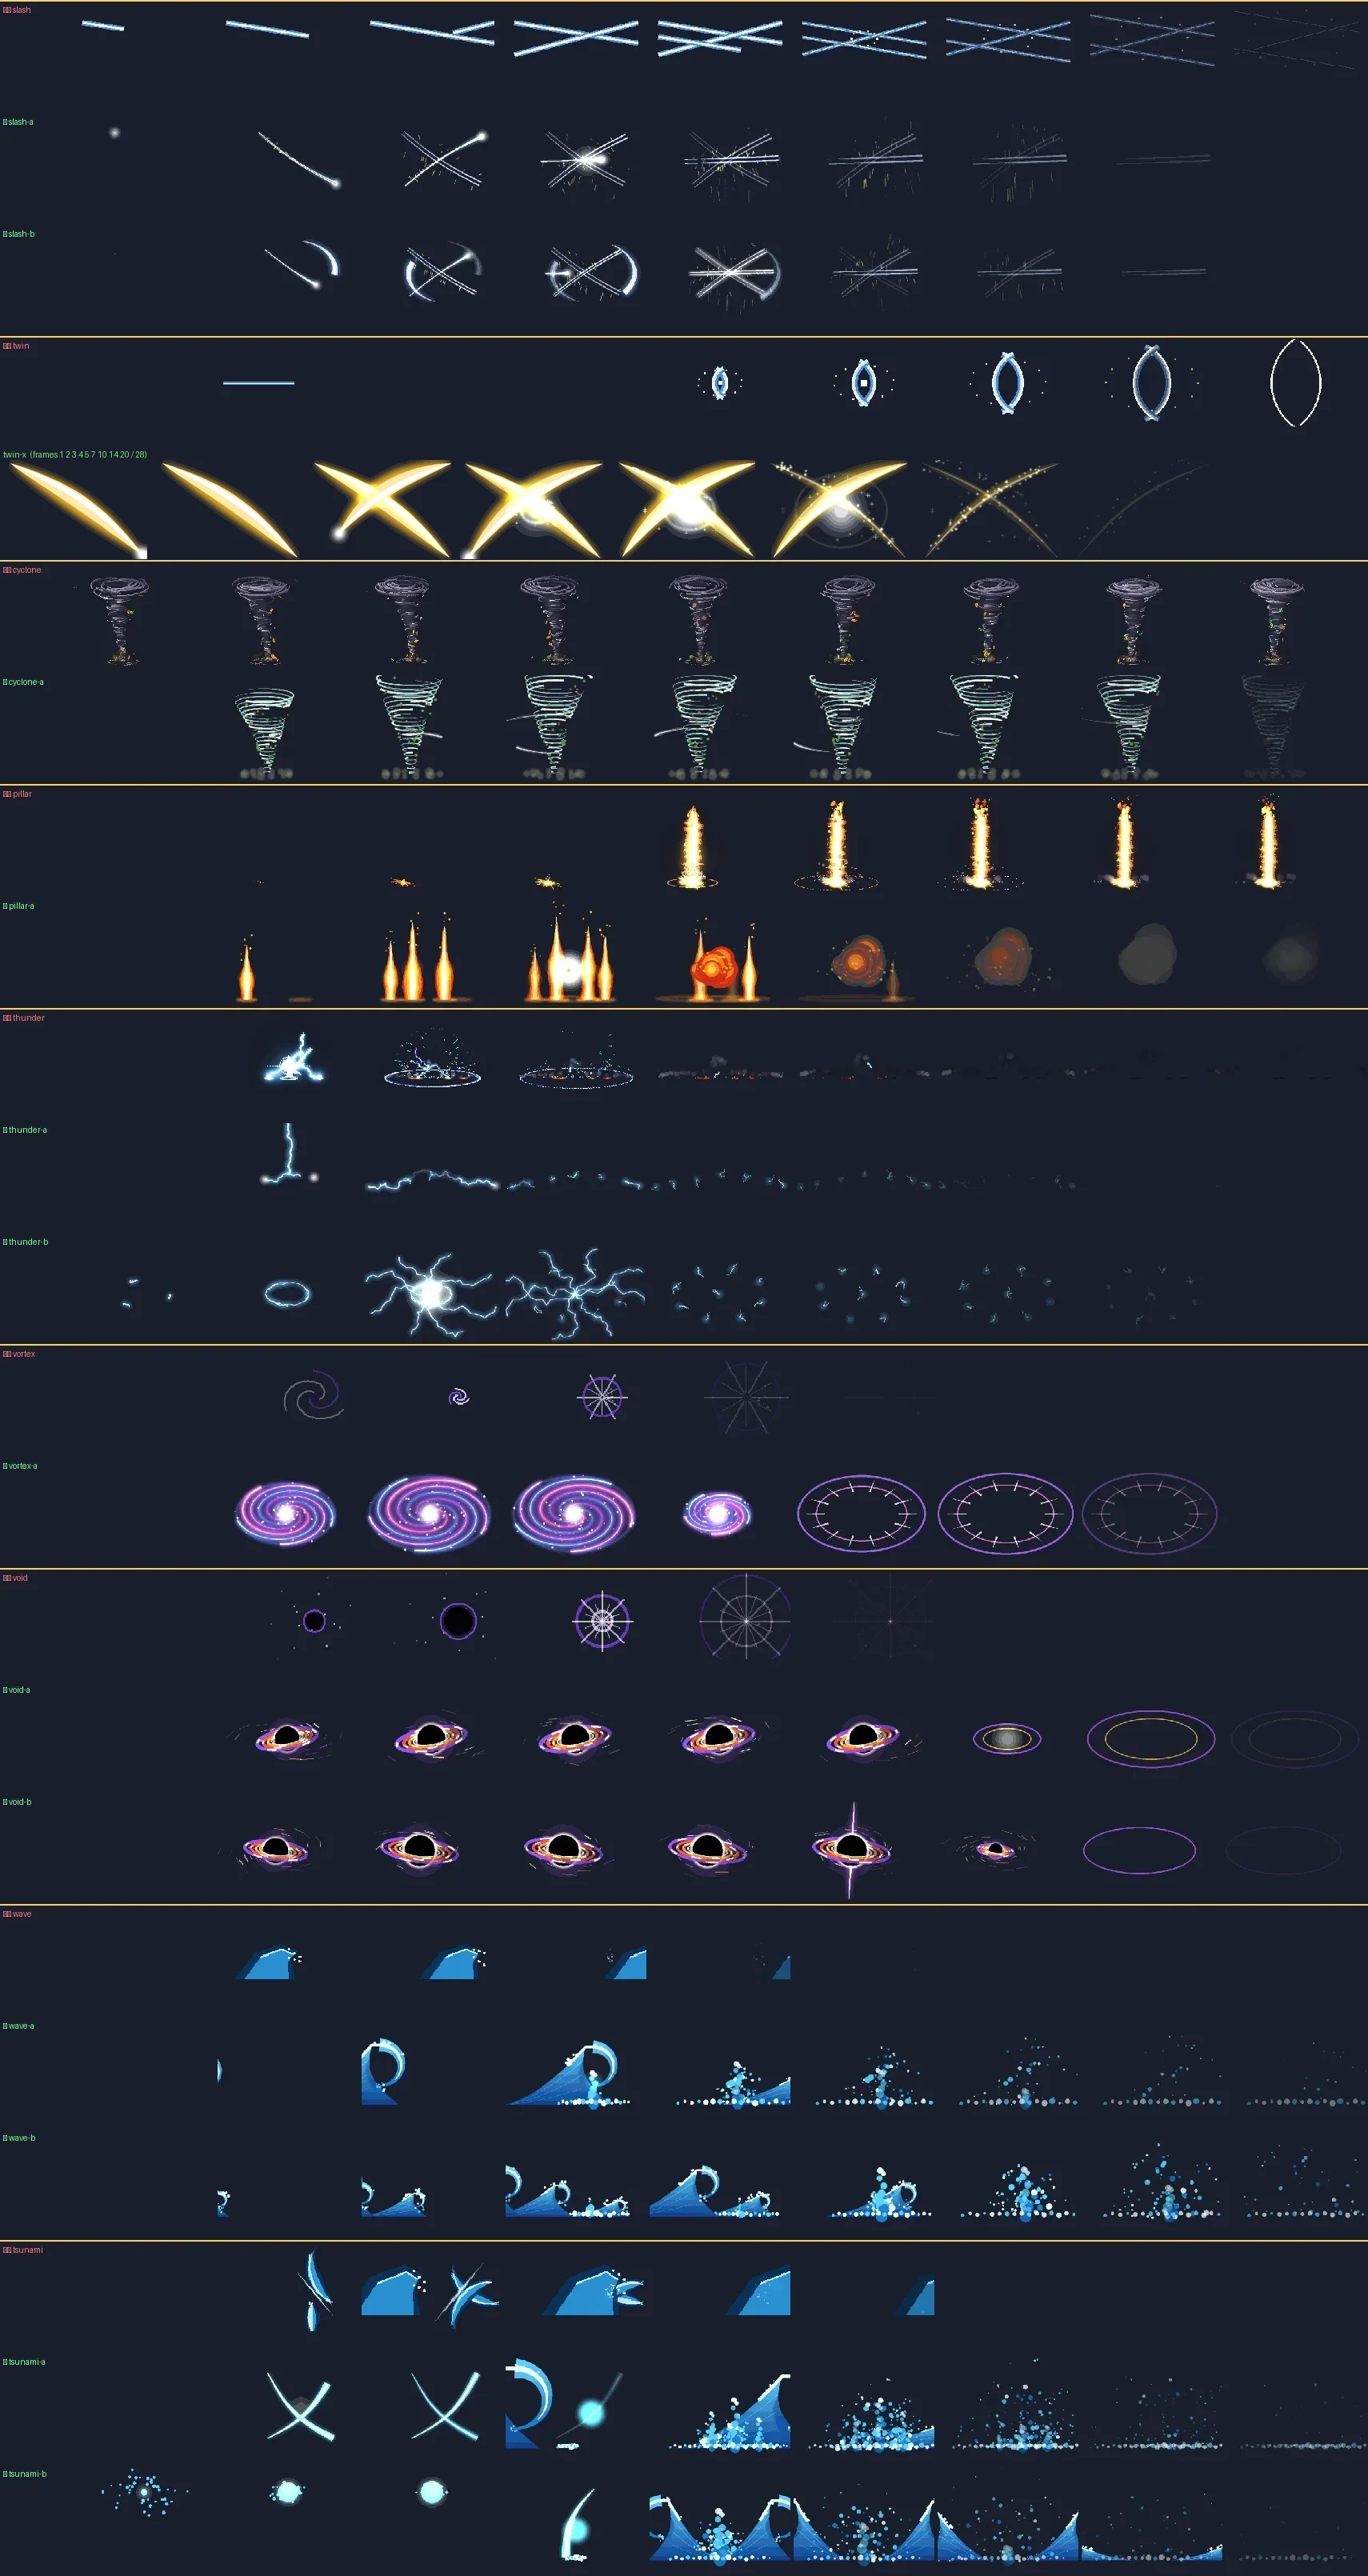 slash
slash-a
slash-b
twin
twin-x (frames 1 2 3 4 5 7 10 14 20 / 28)
cyclone
cyclone-a
pillar
pillar-a
thunder
thunder-a
thunder-b
vortex
vortex-a
void
void-a
void-b
wave
wave-a
wave-b
tsunami
tsunami-a
tsunami-b